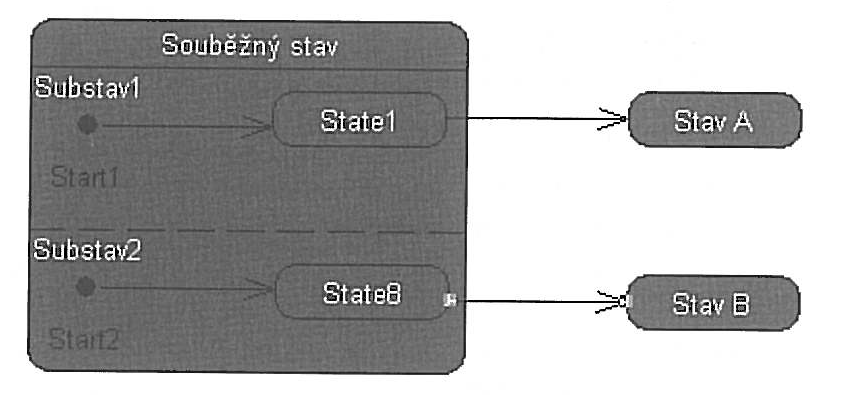 Souběžný stav
Substav1
State1
Stav A
Start1
Substav2
State8
Stav B
Start2